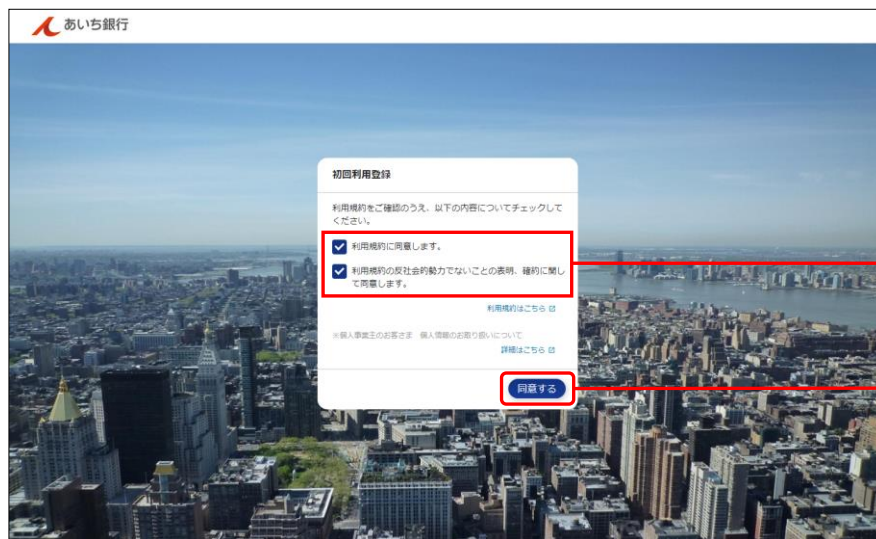 あいち銀行
初回利用登録
利用規約をご確認のうえ、以下の内容についてチェックして
ください。
利用規約に同意します。
利用規約の反社会的勢力でないことの表明、確約に関し
て同意します。
利用規約はこちら
※個人事業主のお客さま 個人情報のお取り扱いについて
詳細はこちら
同意する